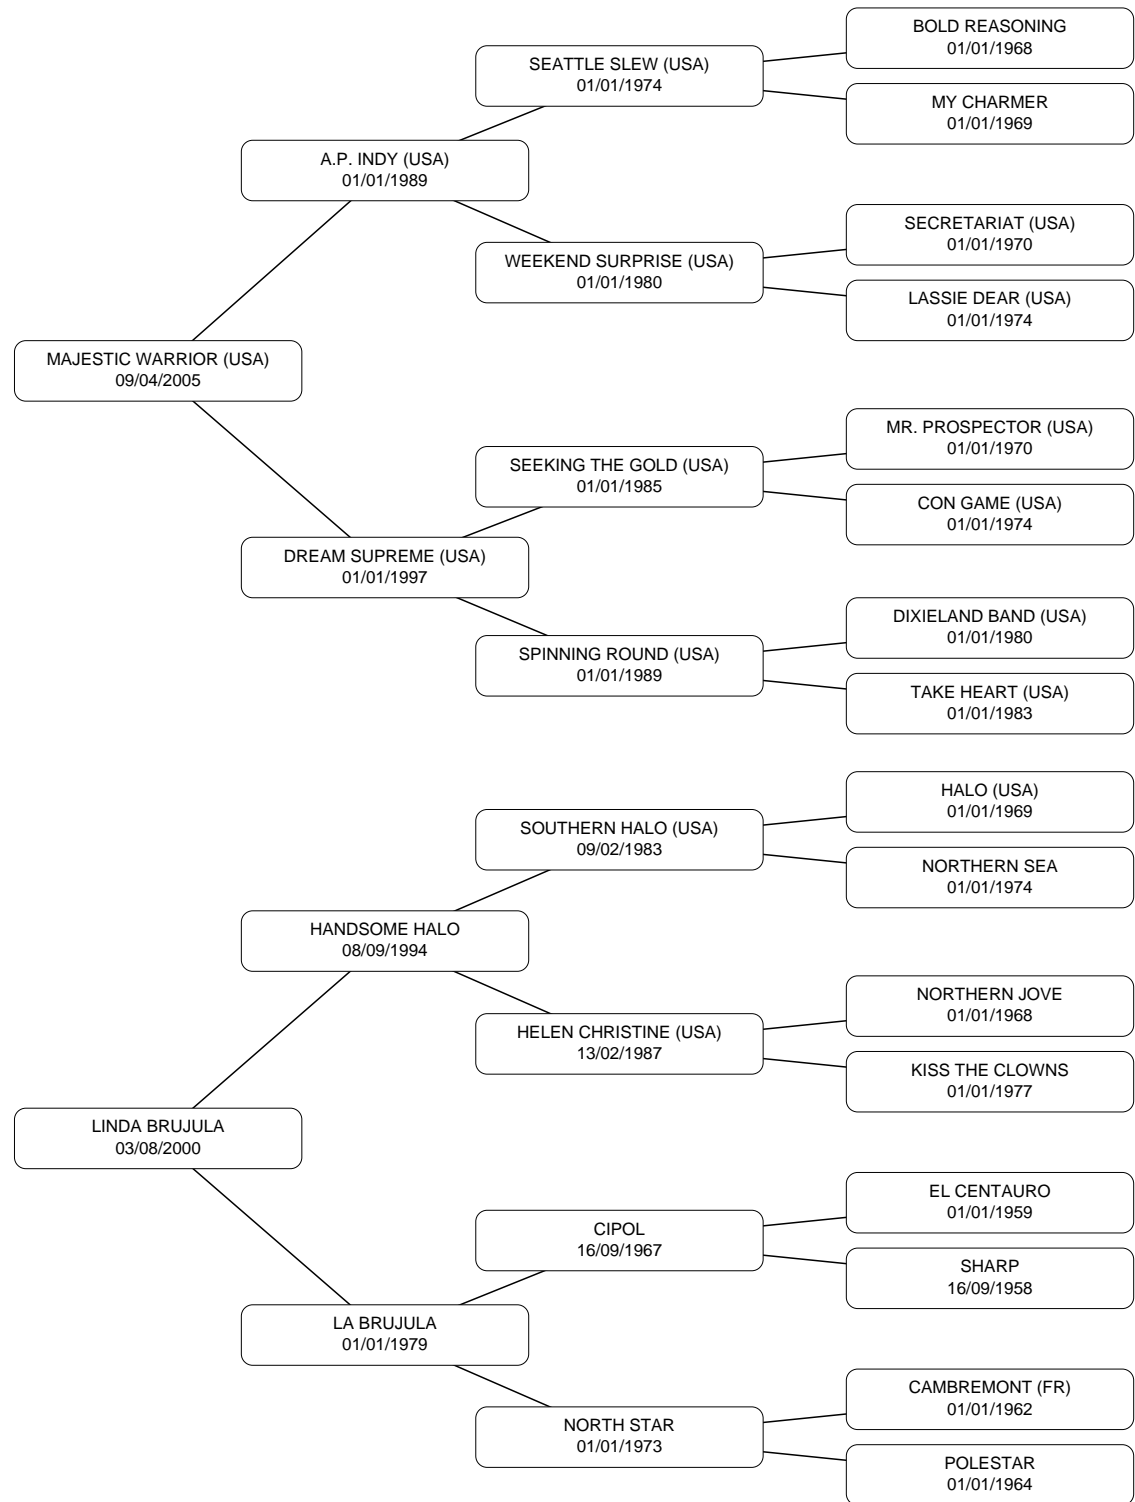 BOLD REASONING
01/01/1968
SEATTLE SLEW (USA)
01/01/1974
MY CHARMER
01/01/1969
A.P. INDY (USA)
01/01/1989
SECRETARIAT (USA)
01/01/1970
WEEKEND SURPRISE (USA)
01/01/1980
LASSIE DEAR (USA)
01/01/1974
MAJESTIC WARRIOR (USA)
09/04/2005
MR. PROSPECTOR (USA)
01/01/1970
SEEKING THE GOLD (USA)
01/01/1985
CON GAME (USA)
01/01/1974
DREAM SUPREME (USA)
01/01/1997
DIXIELAND BAND (USA)
01/01/1980
SPINNING ROUND (USA)
01/01/1989
TAKE HEART (USA)
01/01/1983
HALO (USA)
01/01/1969
SOUTHERN HALO (USA)
09/02/1983
NORTHERN SEA
01/01/1974
HANDSOME HALO
08/09/1994
NORTHERN JOVE
01/01/1968
HELEN CHRISTINE (USA)
13/02/1987
KISS THE CLOWNS
01/01/1977
LINDA BRUJULA
03/08/2000
EL CENTAURO
01/01/1959
CIPOL
16/09/1967
SHARP
16/09/1958
LA BRUJULA
01/01/1979
CAMBREMONT (FR)
01/01/1962
NORTH STAR
01/01/1973
POLESTAR
01/01/1964